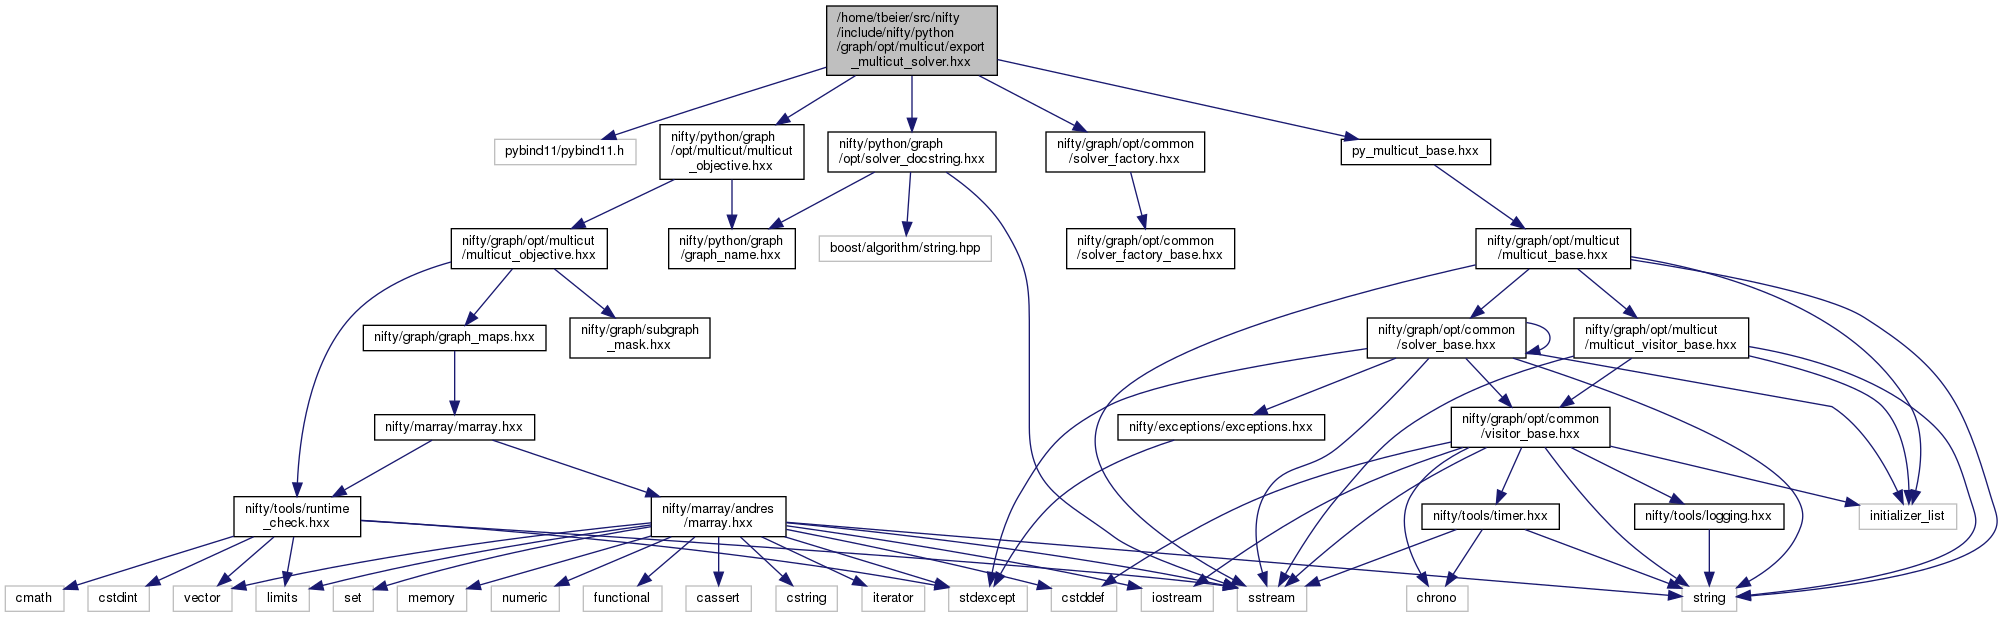 /home/tbeier/src/nifty
/include/nifty/python
/graph/opt/multicut/export
_multicut_solver.hxx
pybind11/pybind11.h
nifty/python/graph
/opt/multicut/multicut
_objective.hxx
nifty/python/graph
/opt/solver_docstring.hxx
nifty/graph/opt/common
/solver_factory.hxx
py_multicut_base.hxx
nifty/graph/opt/multicut
/multicut_objective.hxx
nifty/python/graph
/graph_name.hxx
boost/algorithm/string.hpp
nifty/graph/opt/common
/solver_factory_base.hxx
nifty/graph/opt/multicut
/multicut_base.hxx
nifty/graph/graph_maps.hxx
nifty/graph/subgraph
_mask.hxx
nifty/graph/opt/common
/solver_base.hxx
nifty/graph/opt/multicut
/multicut_visitor_base.hxx
nifty/marray/marray.hxx
nifty/exceptions/exceptions.hxx
nifty/graph/opt/common
/visitor_base.hxx
nifty/tools/runtime
_check.hxx
nifty/marray/andres
/marray.hxx
nifty/tools/timer.hxx
nifty/tools/logging.hxx
initializer_list
cmath
cstdint
vector
limits
set
memory
numeric
functional
cassert
cstring
iterator
stdexcept
cstddef
iostream
sstream
chrono
string